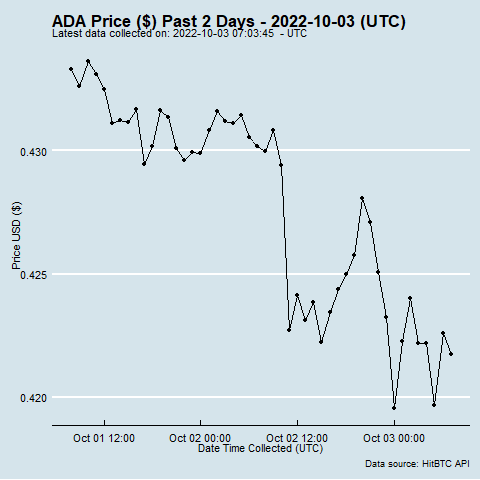 ADA Price ($) Past 2 Days - 2022-10-03 (UTC)
Latest data collected on: 2022-10-03 07:03:45  - UTC
Price USD ($)
0.430
0.425
0.420
Oct 01 12:00
Oct 02 00:00
Oct 02 12:00
Oct 03 00:00
Date Time Collected (UTC)
Data source: HitBTC API